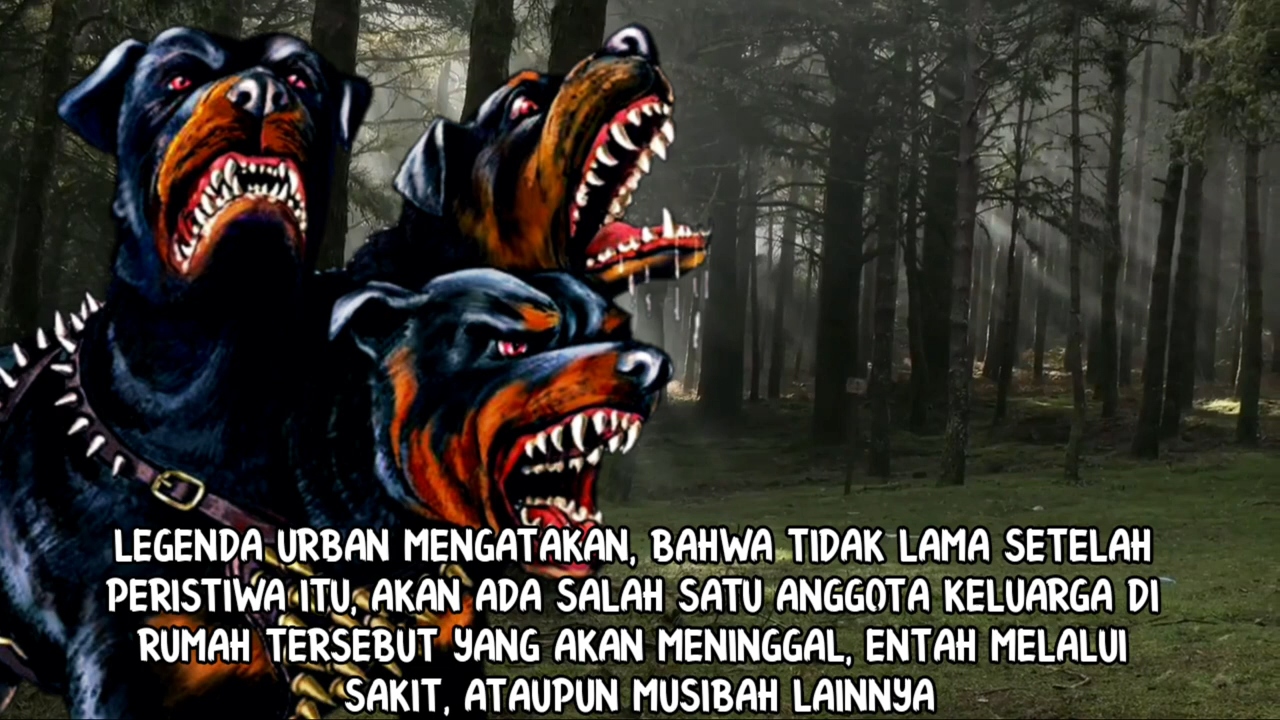 LEGENDA URBAN MENGATAKAN, BAHWA TIDAK LAMA SETELAH
PERISTIWA ITU, AKAN ADA SALAH SATU ANGGOTA KELUARGA DI
RUMAH TERSEBUT YANG AKAN MENINGGAL, ENTAH MELALUI
SAKIT, ATAUPUN MUSIBAH LAINNYA